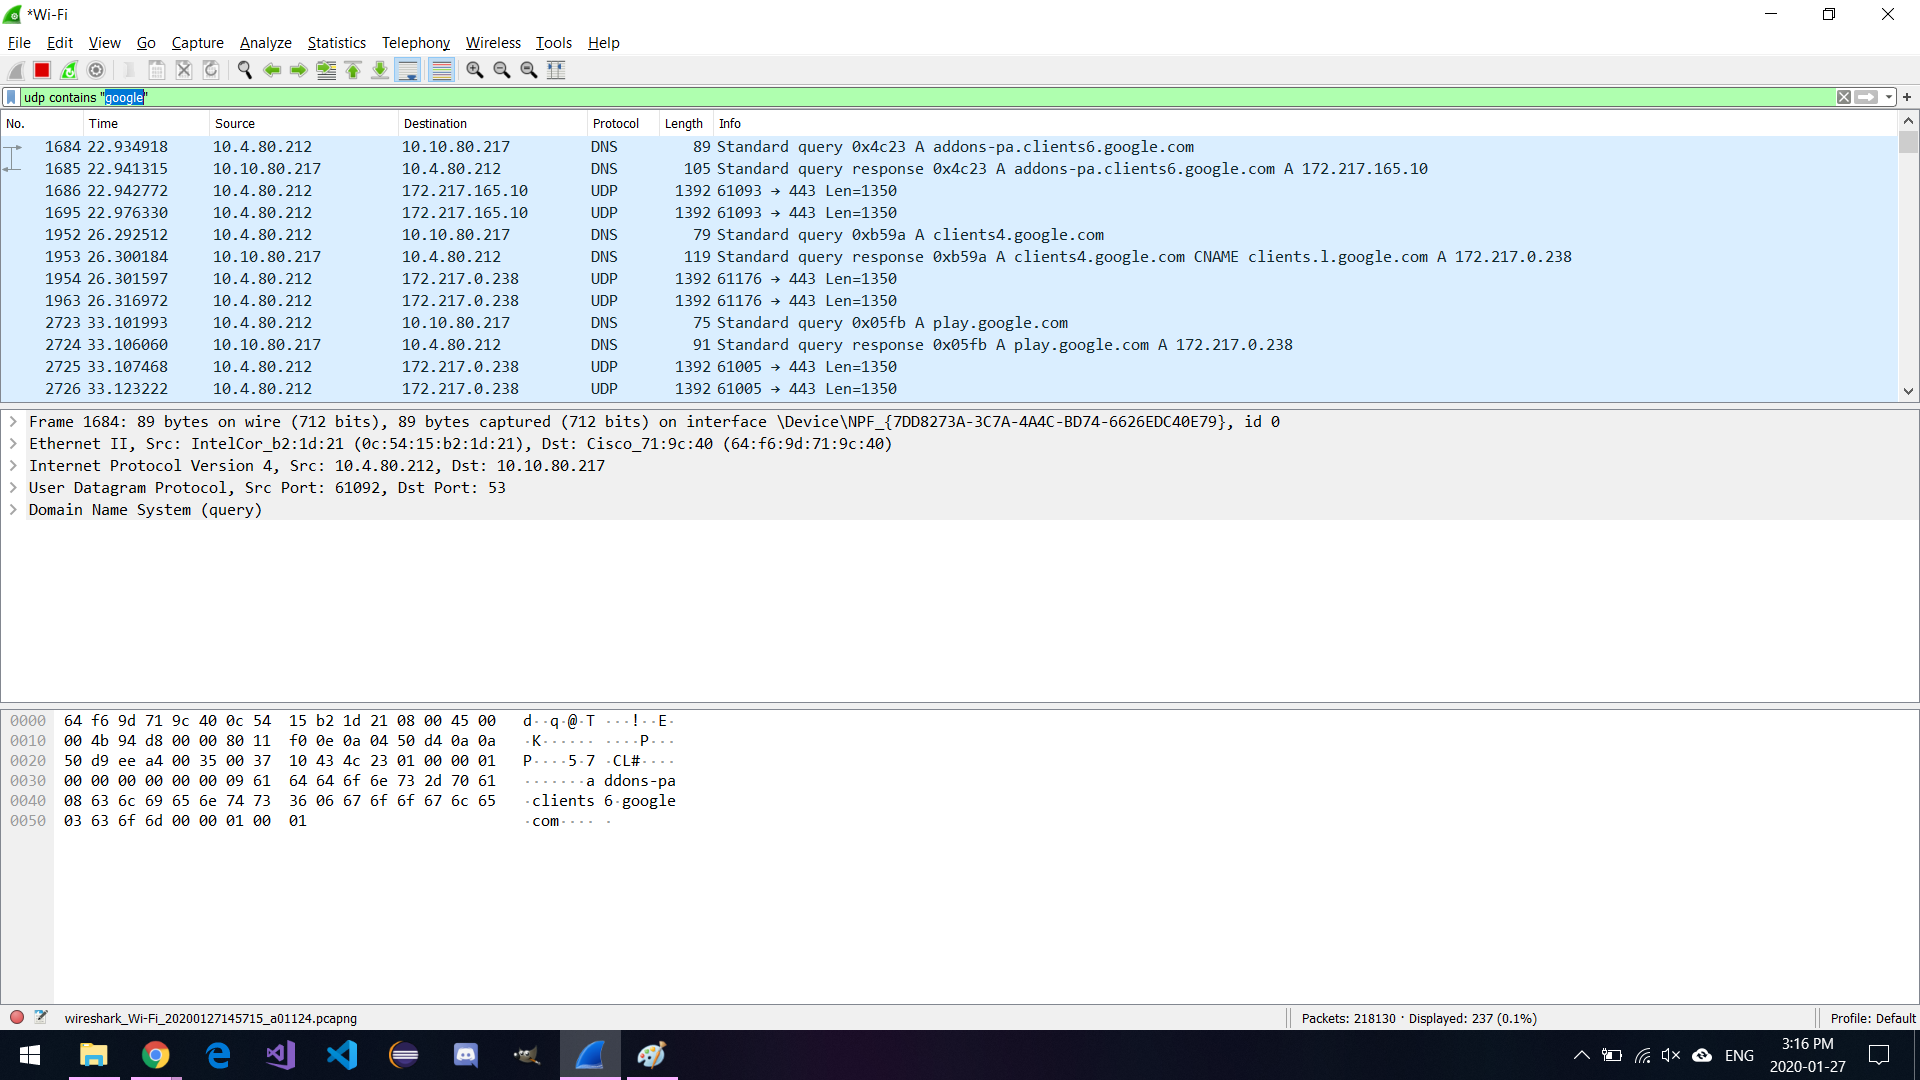 *Wi-Fi
File Edit View Go Capture Analyze Statistics Telephony Wireless Tools Help
udp contains "google"
No. Time Source Destination Protocol Length Info
1684 22.934918 10.4.80.212 10.10.80.217 DNS 89 Standard query 0x4c23 A addons-pa.clients6.google.com
1685 22.941315 10.10.80.217 10.4.80.212 DNS 105 Standard query response 0x4c23 A addons-pa.clients6.google.com A 172.217.165.10
1686 22.942772 10.4.80.212 172.217.165.10 UDP 1392 61093 → 443 Len=1350
1695 22.976330 10.4.80.212 172.217.165.10 UDP 1392 61093 → 443 Len=1350
1952 26.292512 10.4.80.212 10.10.80.217 DNS 79 Standard query 0xb59a A clients4.google.com
1953 26.300184 10.10.80.217 10.4.80.212 DNS 119 Standard query response 0xb59a A clients4.google.com CNAME clients.l.google.com A 172.217.0.238
1954 26.301597 10.4.80.212 172.217.0.238 UDP 1392 61176 → 443 Len=1350
1963 26.316972 10.4.80.212 172.217.0.238 UDP 1392 61176 → 443 Len=1350
2723 33.101993 10.4.80.212 10.10.80.217 DNS 75 Standard query 0x05fb A play.google.com
2724 33.106060 10.10.80.217 10.4.80.212 DNS 91 Standard query response 0x05fb A play.google.com A 172.217.0.238
2725 33.107468 10.4.80.212 172.217.0.238 UDP 1392 61005 → 443 Len=1350
2726 33.123222 10.4.80.212 172.217.0.238 UDP 1392 61005 → 443 Len=1350
Frame 1684: 89 bytes on wire (712 bits), 89 bytes captured (712 bits) on interface \Device\NPF_{7DD8273A-3C7A-4A4C-BD74-6626EDC40E79}, id 0
Ethernet II, Src: IntelCor_b2:1d:21 (0c:54:15:b2:1d:21), Dst: Cisco_71:9c:40 (64:f6:9d:71:9c:40)
Internet Protocol Version 4, Src: 10.4.80.212, Dst: 10.10.80.217
User Datagram Protocol, Src Port: 61092, Dst Port: 53
Domain Name System (query)
0000 64 f6 9d 71 9c 40 0c 54 15 b2 1d 21 08 00 45 00 d··q·@·T ···!··E·
0010 00 4b 94 d8 00 00 80 11 f0 0e 0a 04 50 d4 0a 0a ·K······ ····P···
0020 50 d9 ee a4 00 35 00 37 10 43 4c 23 01 00 00 01 P····5·7 ·CL#····
0030 00 00 00 00 00 00 09 61 64 64 6f 6e 73 2d 70 61 ·······a ddons-pa
0040 08 63 6c 69 65 6e 74 73 36 06 67 6f 6f 67 6c 65 ·clients 6·google
0050 03 63 6f 6d 00 00 01 00 01 ·com···· ·
wireshark_Wi-Fi_20200127145715_a01124.pcapng Packets: 218130 · Displayed: 237 (0.1%) Profile: Default
ENG 3:16 PM
2020-01-27